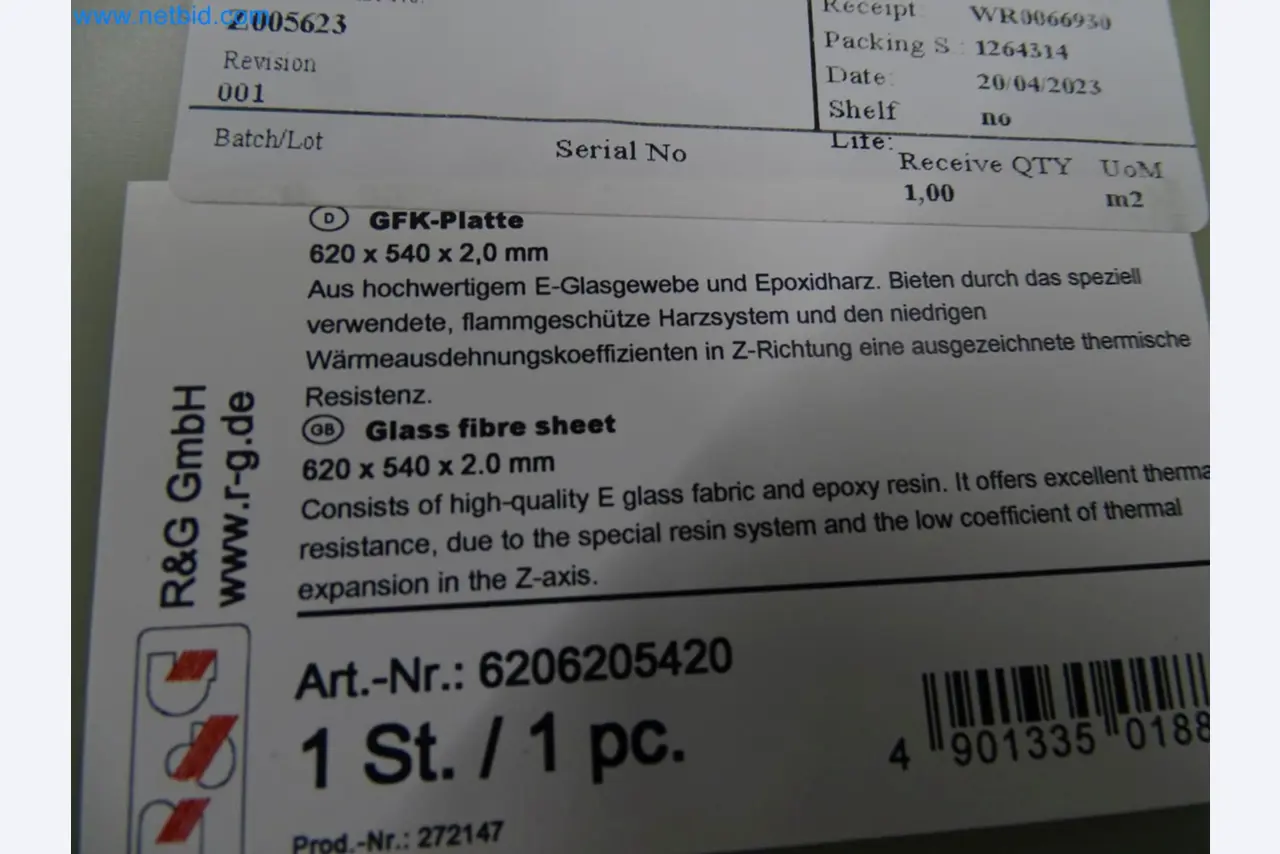 www.netbid.com
2005623
Revision
001
Batch/Lot
Serial No
Receipt WR0066930
Packing S : 1264314
Date: 20/04/2023
Shelf no
Life:
Receive QTY UoM
1,00 m2
D GFK-Platte
620 x 540 x 2,0 mm
Aus hochwertigem E-Glasgewebe und Epoxidharz. Bieten durch das speziell
verwendete, flammgeschütze Harzsystem und den niedrigen
Wärmeausdehnungskoeffizienten in Z-Richtung eine ausgezeichnete thermische
Resistenz.
GB Glass fibre sheet
620 x 540 x 2.0 mm
Consists of high-quality E glass fabric and epoxy resin. It offers excellent therma
resistance, due to the special resin system and the low coefficient of thermal
expansion in the Z-axis.
R&G GmbH
www.r-g.de
Art.-Nr.: 6206205420
1 St. / 1 pc.
4 901335 0188
Prod.-Nr.: 272147